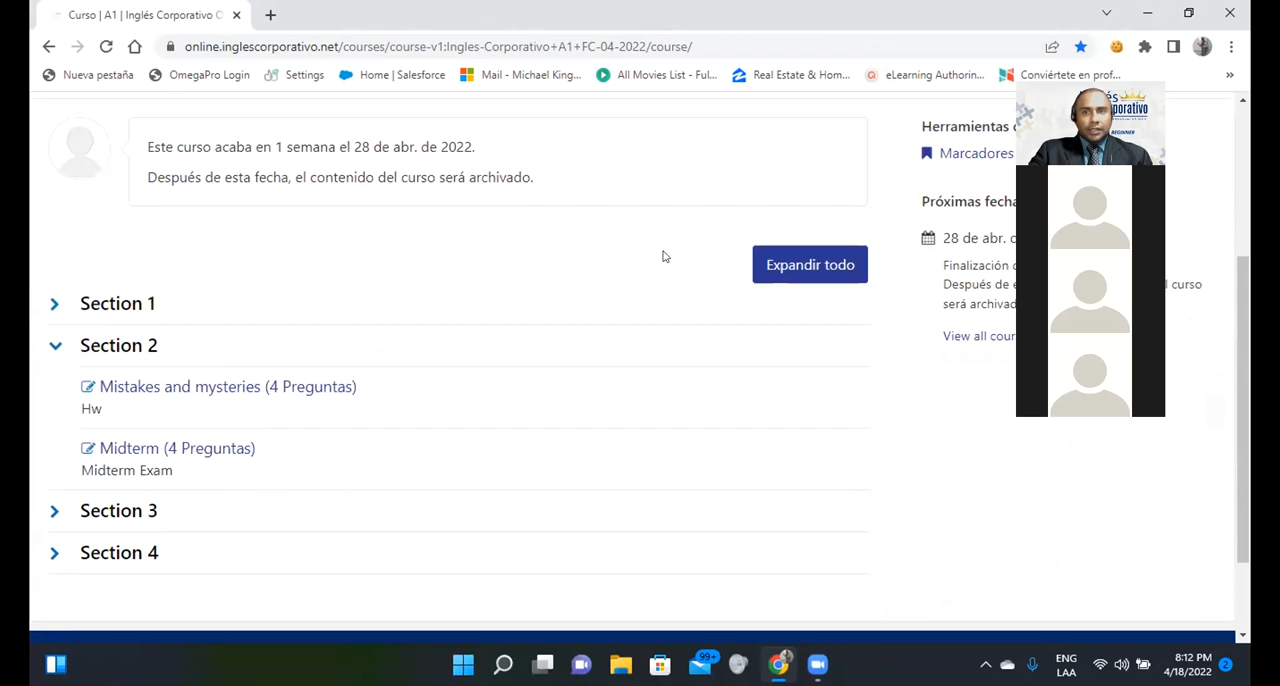 Curso | A1 | Inglés Corporativo O
online.inglescorporativo.net/courses/course-v1:Ingles-Corporativo+A1+FC-04-2022/course/
Nueva pestaña
OmegaPro Login
Settings
Home | Salesforce
Mail - Michael King...
All Movies List - Ful...
Real Estate & Hom...
eLearning Authorin...
Conviértete en prof...
»
Este curso acaba en 1 semana el 28 de abr. de 2022.
Después de esta fecha, el contenido del curso será archivado.
Expandir todo
Section 1
Section 2
Mistakes and mysteries (4 Preguntas)
Hw
Midterm (4 Preguntas)
Midterm Exam
Section 3
Section 4
Herramientas
Marcadores
Próximas
28 de abr.
Finalización
Después de
curso
será
View all
BEGINNER
99+
ENG
LAA
8:12 PM
4/18/2022
2